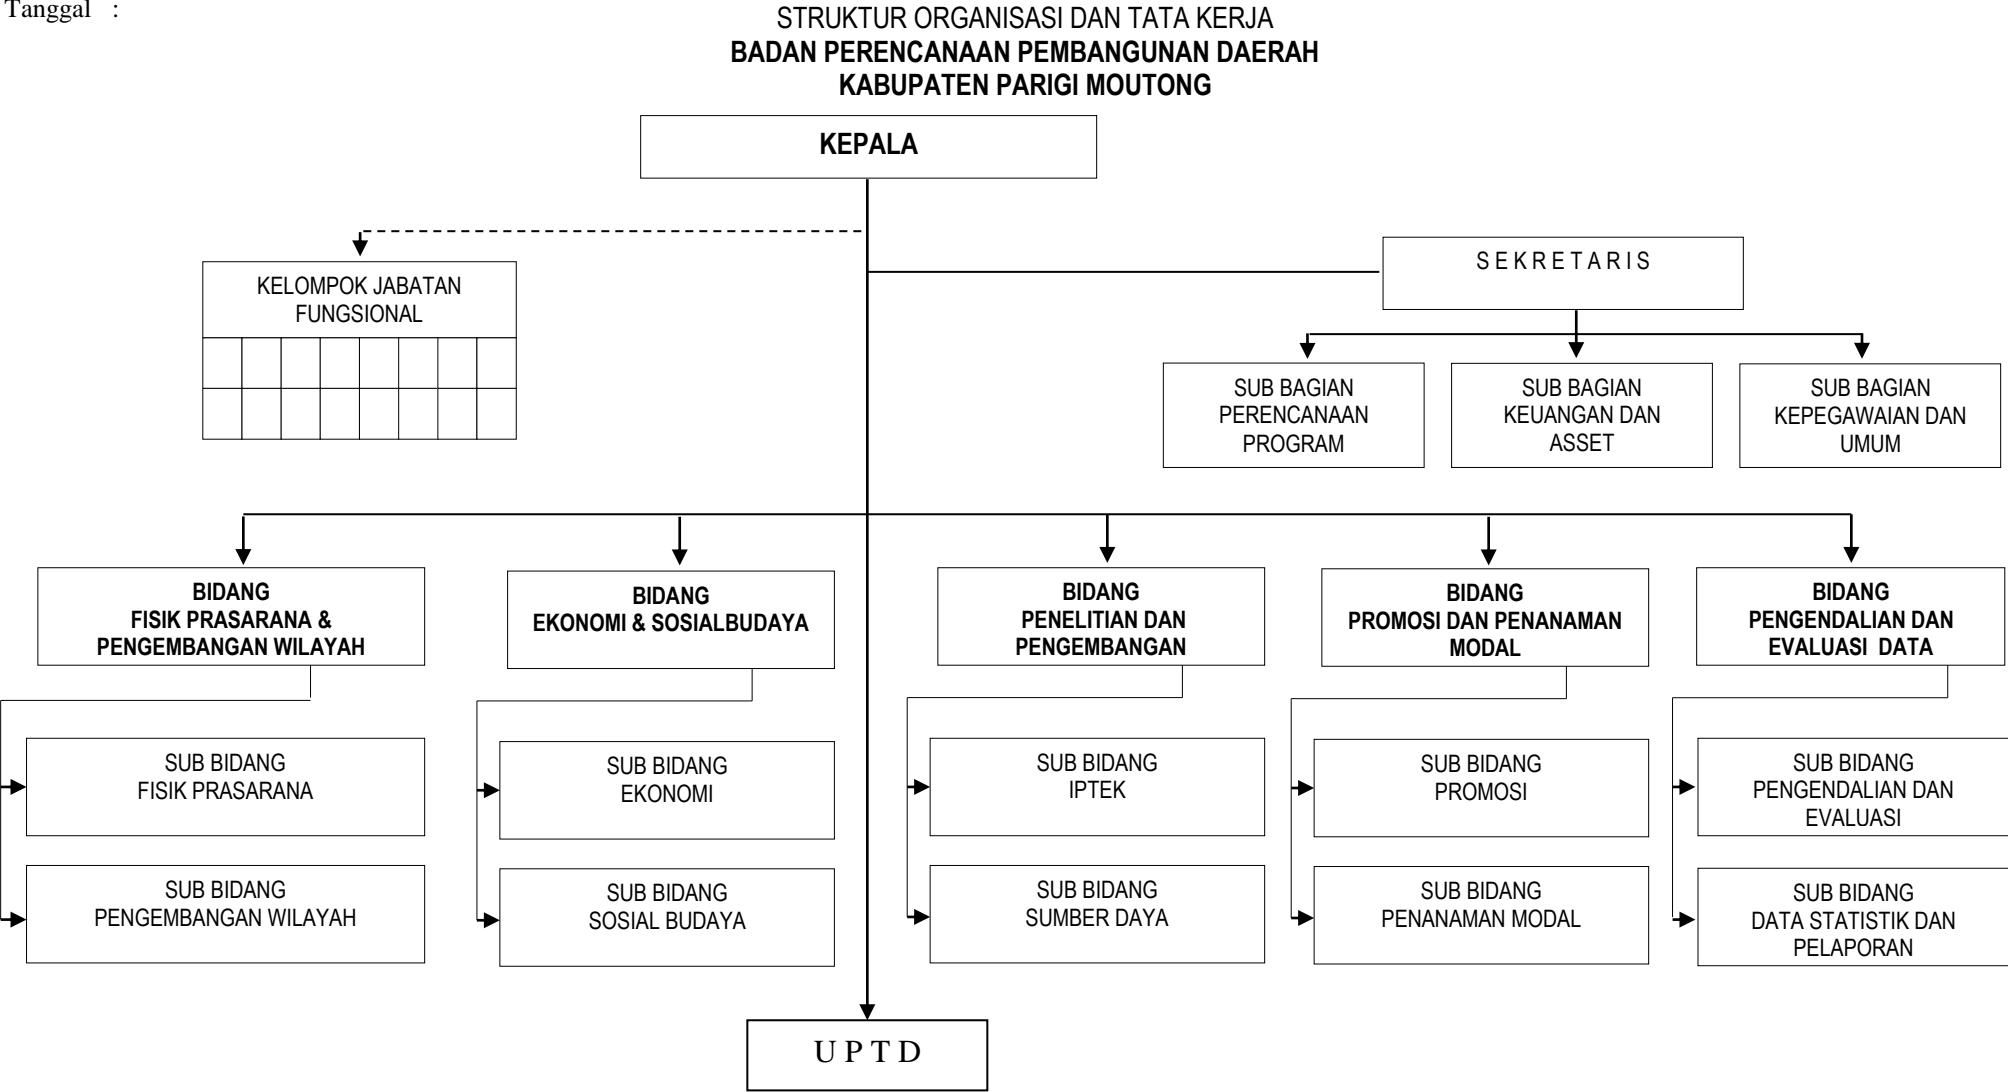 Tanggal :
STRUKTUR ORGANISASI DAN TATA KERJA
BADAN PERENCANAAN PEMBANGUNAN DAERAH
KABUPATEN PARIGI MOUTONG
KEPALA
KELOMPOK JABATAN
FUNGSIONAL
S E K R E T A R I S
SUB BAGIAN
PERENCANAAN
PROGRAM
SUB BAGIAN
KEUANGAN DAN
ASSET
SUB BAGIAN
KEPEGAWAIAN DAN
UMUM
BIDANG
FISIK PRASARANA &
PENGEMBANGAN WILAYAH
BIDANG
EKONOMI & SOSIALBUDAYA
BIDANG
PENELITIAN DAN
PENGEMBANGAN
BIDANG
PROMOSI DAN PENANAMAN
MODAL
BIDANG
PENGENDALIAN DAN
EVALUASI DATA
SUB BIDANG
FISIK PRASARANA
SUB BIDANG
EKONOMI
SUB BIDANG
IPTEK
SUB BIDANG
PROMOSI
SUB BIDANG
PENGENDALIAN DAN
EVALUASI
SUB BIDANG
PENGEMBANGAN WILAYAH
SUB BIDANG
SOSIAL BUDAYA
SUB BIDANG
SUMBER DAYA
SUB BIDANG
PENANAMAN MODAL
SUB BIDANG
DATA STATISTIK DAN
PELAPORAN
U P T D